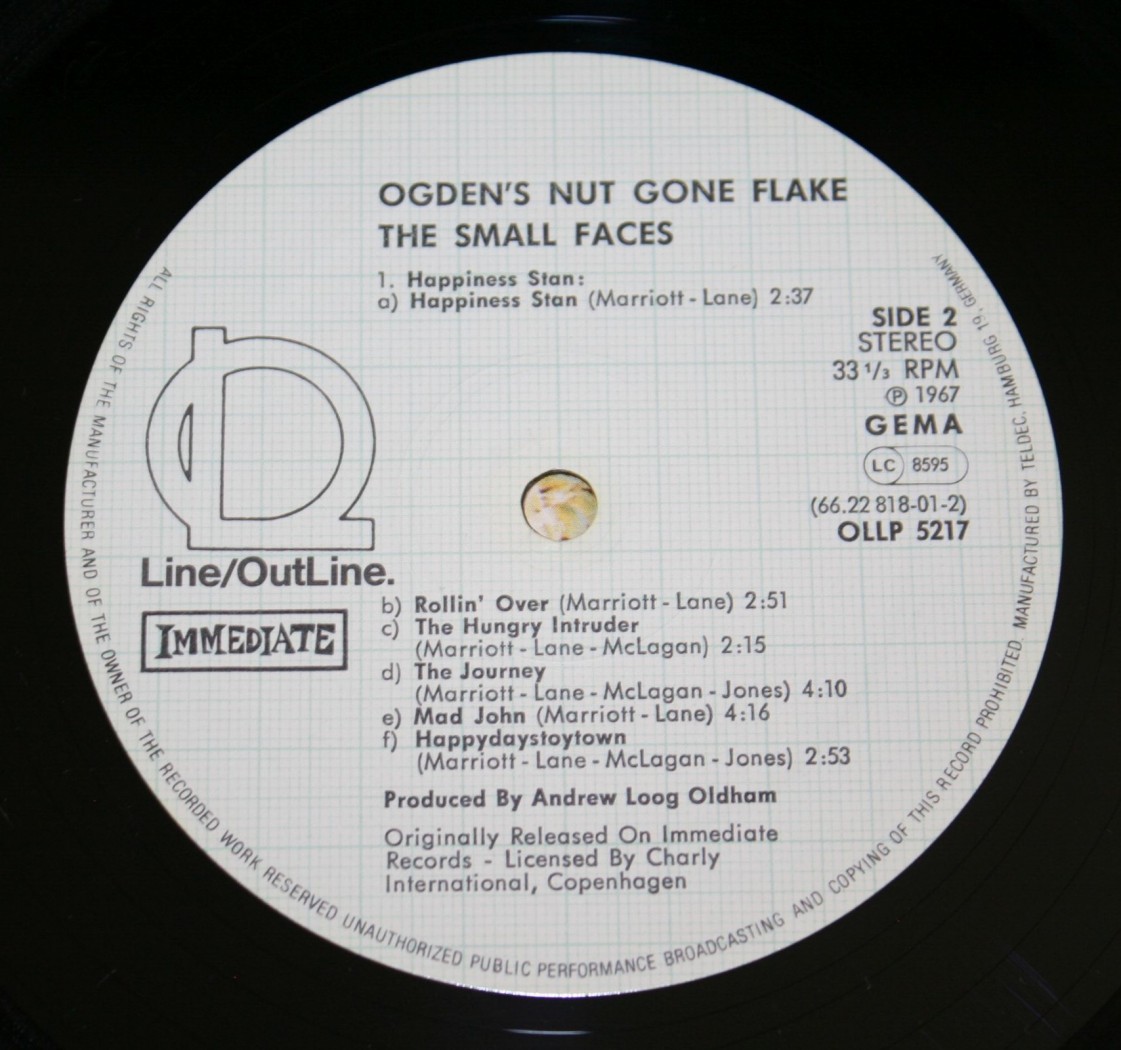 OGDEN'S NUT GONE FLAKE
THE SMALL FACES
1. Happiness Stan:
a) Happiness Stan (Marriott - Lane) 2:37
SIDE 2
STEREO
33 1/3 RPM
℗ 1967
GEMA
LC 8595
(66.22 818-01-2)
OLLP 5217
Line/OutLine.
IMMEDIATE
b) Rollin' Over (Marriott - Lane) 2:51
c) The Hungry Intruder
(Marriott - Lane - McLagan) 2:15
d) The Journey
(Marriott - Lane - McLagan - Jones) 4:10
e) Mad John (Marriott - Lane) 4:16
f) Happydaystoytown
(Marriott - Lane - McLagan - Jones) 2:53
Produced By Andrew Loog Oldham
Originally Released On Immediate
Records - Licensed By Charly
International, Copenhagen
ALL RIGHTS OF THE MANUFACTURER AND OF THE OWNER OF THE RECORDED WORK RESERVED UNAUTHORIZED PUBLIC PERFORMANCE BROADCASTING AND COPYING OF THIS RECORD PROHIBITED. MANUFACTURED BY TELDEC, HAMBURG 19, GERMANY